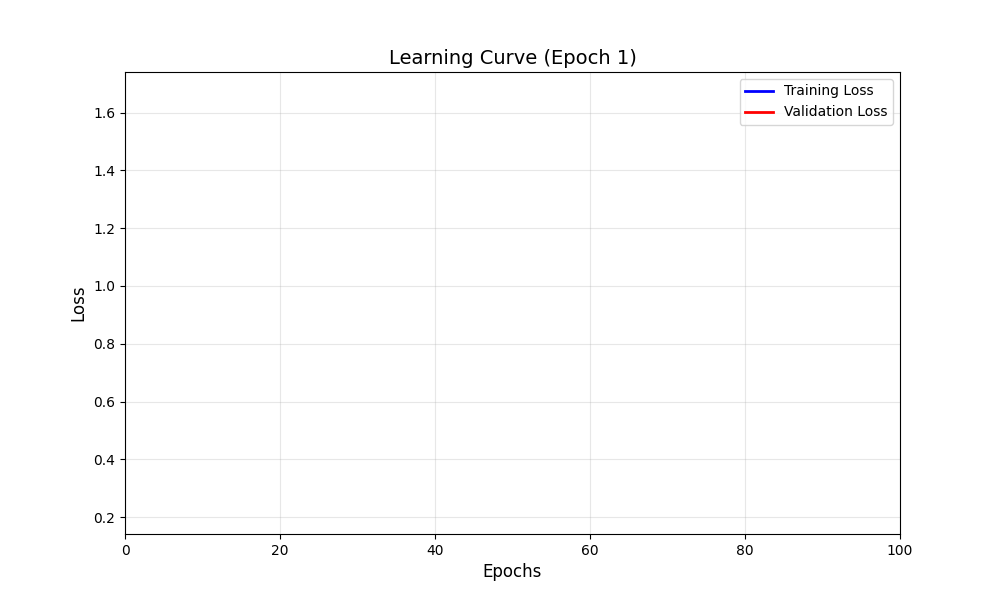 Learning Curve (Epoch 1)
Training Loss
Validation Loss
1.6
1.4
1.2
1.0
0.8
0.6
0.4
0.2
Loss
0 20 40 60 80 100
Epochs